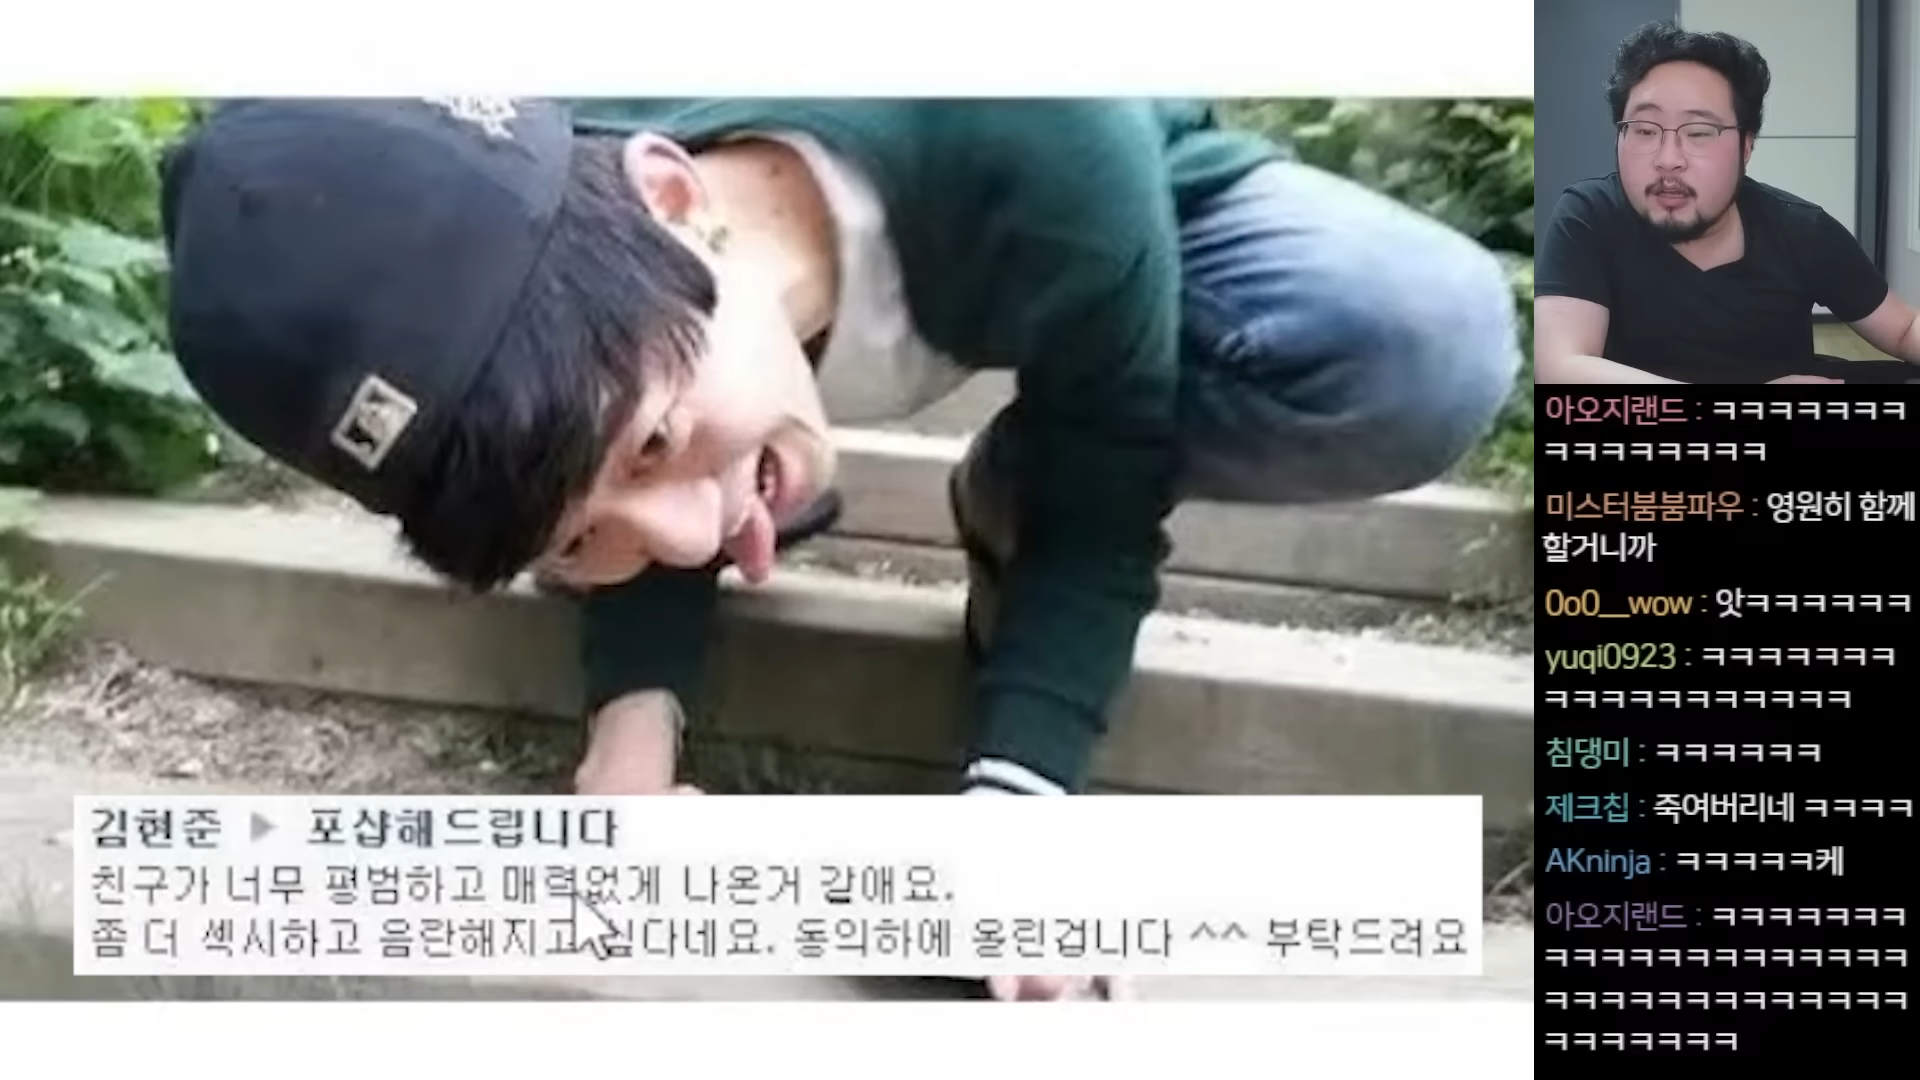 김현준 ▶ 포샵해드립니다
친구가 너무 평범하고 매력없게 나온거 같애요.
쫌 더 섹시하고 음란해지고 싶다네요. 동의하에 올린겁니다 ^^ 부탁드려요
아오지랜드 : ㅋㅋㅋㅋㅋㅋㅋ
ㅋㅋㅋㅋㅋㅋㅋㅋ
미스터붐붐파우 : 영원히 함께
할거니까
0o0__wow : 앗ㅋㅋㅋㅋㅋㅋ
yuqi0923 : ㅋㅋㅋㅋㅋㅋㅋ
ㅋㅋㅋㅋㅋㅋㅋㅋㅋㅋㅋ
침댕미 : ㅋㅋㅋㅋㅋㅋ
제크칩 : 죽여버리네 ㅋㅋㅋㅋ
AKninja : ㅋㅋㅋㅋㅋ케
아오지랜드 : ㅋㅋㅋㅋㅋㅋㅋ
ㅋㅋㅋㅋㅋㅋㅋㅋㅋㅋㅋㅋㅋ
ㅋㅋㅋㅋㅋㅋㅋㅋㅋㅋㅋㅋㅋ
ㅋㅋㅋㅋㅋㅋㅋ